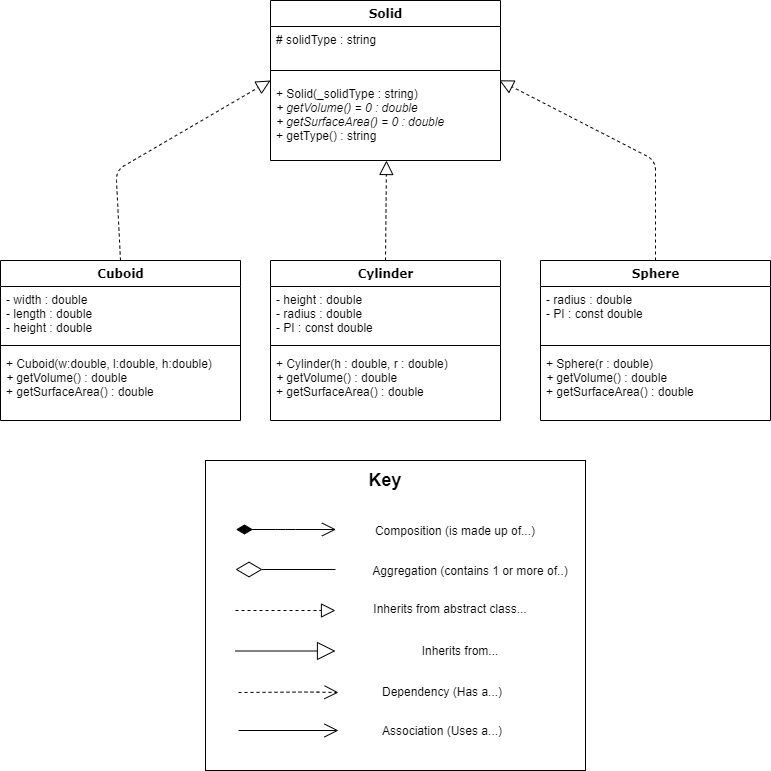 Solid
# solidType : string
+ Solid(_solidType : string)
+ getVolume() = 0 : double
+ getSurfaceArea() = 0 : double
+ getType() : string
Cuboid
- width : double
- length : double
- height : double
+ Cuboid(w:double, l:double, h:double)
+ getVolume() : double
+ getSurfaceArea() : double
Cylinder
- height : double
- radius : double
- PI : const double
+ Cylinder(h : double, r : double)
+ getVolume() : double
+ getSurfaceArea() : double
Sphere
- radius : double
- PI : const double
+ Sphere(r : double)
+ getVolume() : double
+ getSurfaceArea() : double
Key
Composition (is made up of...)
Aggregation (contains 1 or more of..)
Inherits from abstract class...
Inherits from...
Dependency (Has a...)
Association (Uses a...)